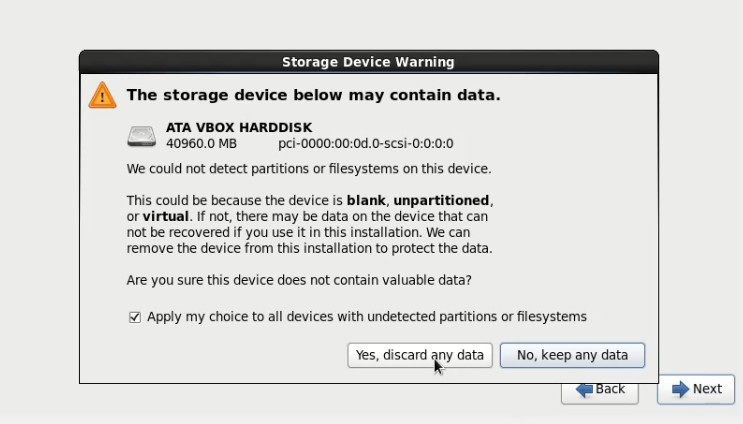 Storage Device Warning
The storage device below may contain data.
ATA VBOX HARDDISK
40960.0 MB pci-0000:00:0d.0-scsi-0:0:0:0
We could not detect partitions or filesystems on this device.
This could be because the device is blank, unpartitioned,
or virtual. If not, there may be data on the device that can
not be recovered if you use it in this installation. We can
remove the device from this installation to protect the data.
Are you sure this device does not contain valuable data?
Apply my choice to all devices with undetected partitions or filesystems
Yes, discard any data No, keep any data
Back Next